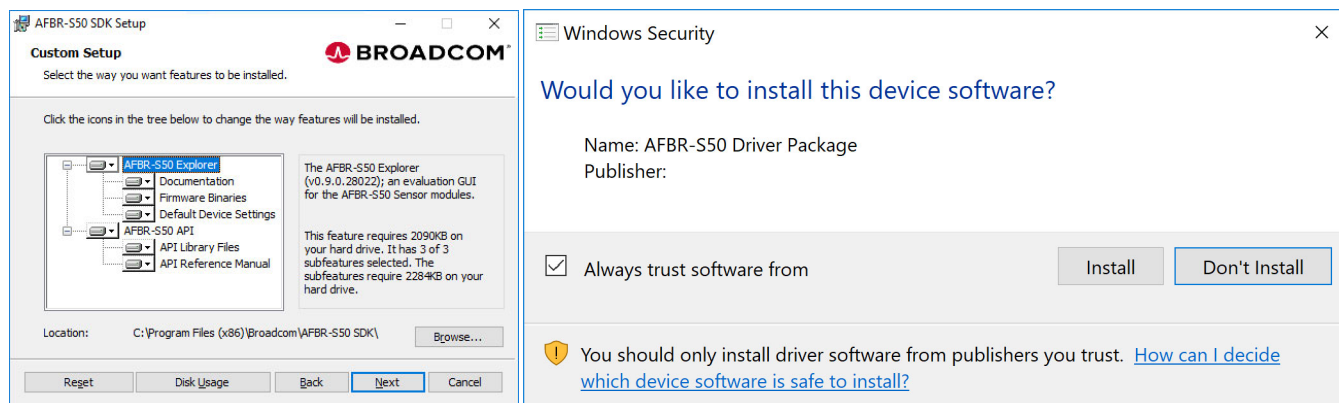 AFBR-S50 SDK Setup
Custom Setup
Select the way you want features to be installed.
BROADCOM
Click the icons in the tree below to change the way features will be installed.
AFBR-S50 Explorer
Documentation
Firmware Binaries
Default Device Settings
AFBR-S50 API
API Library Files
API Reference Manual
The AFBR-S50 Explorer
(v0.9.0.28022); an evaluation GUI
for the AFBR-S50 Sensor modules.
This feature requires 2090KB on
your hard drive. It has 3 of 3
subfeatures selected. The
subfeatures require 2284KB on your
hard drive.
Location: C:\Program Files (x86)\Broadcom\AFBR-S50 SDK\ Browse...
Reset Disk Usage Back Next Cancel
Windows Security
Would you like to install this device software?
Name: AFBR-S50 Driver Package
Publisher:
Always trust software from Install Don't Install
You should only install driver software from publishers you trust. How can I decide
which device software is safe to install?